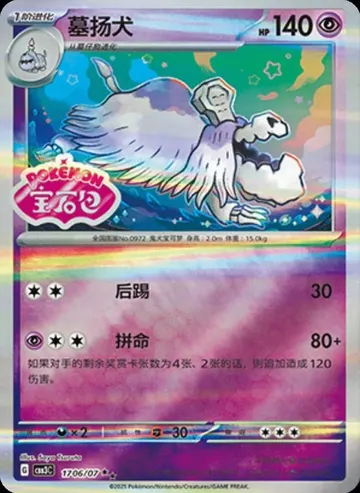 1阶进化
墓扬犬
HP 140
从墓仔狗进化
POKÉMON
宝石包
全国图鉴No.0972 鬼犬宝可梦 身高：2.0m 体重：15.0kg
后踢 30
拼命 80+
如果对手的剩余奖赏卡张数为4张、2张的话，则追加造成120
伤害。
×2 -30
Illus. Saya Tsuruta
G CBB3C 1706/07
©2025 Pokémon/Nintendo/Creatures/GAME FREAK.